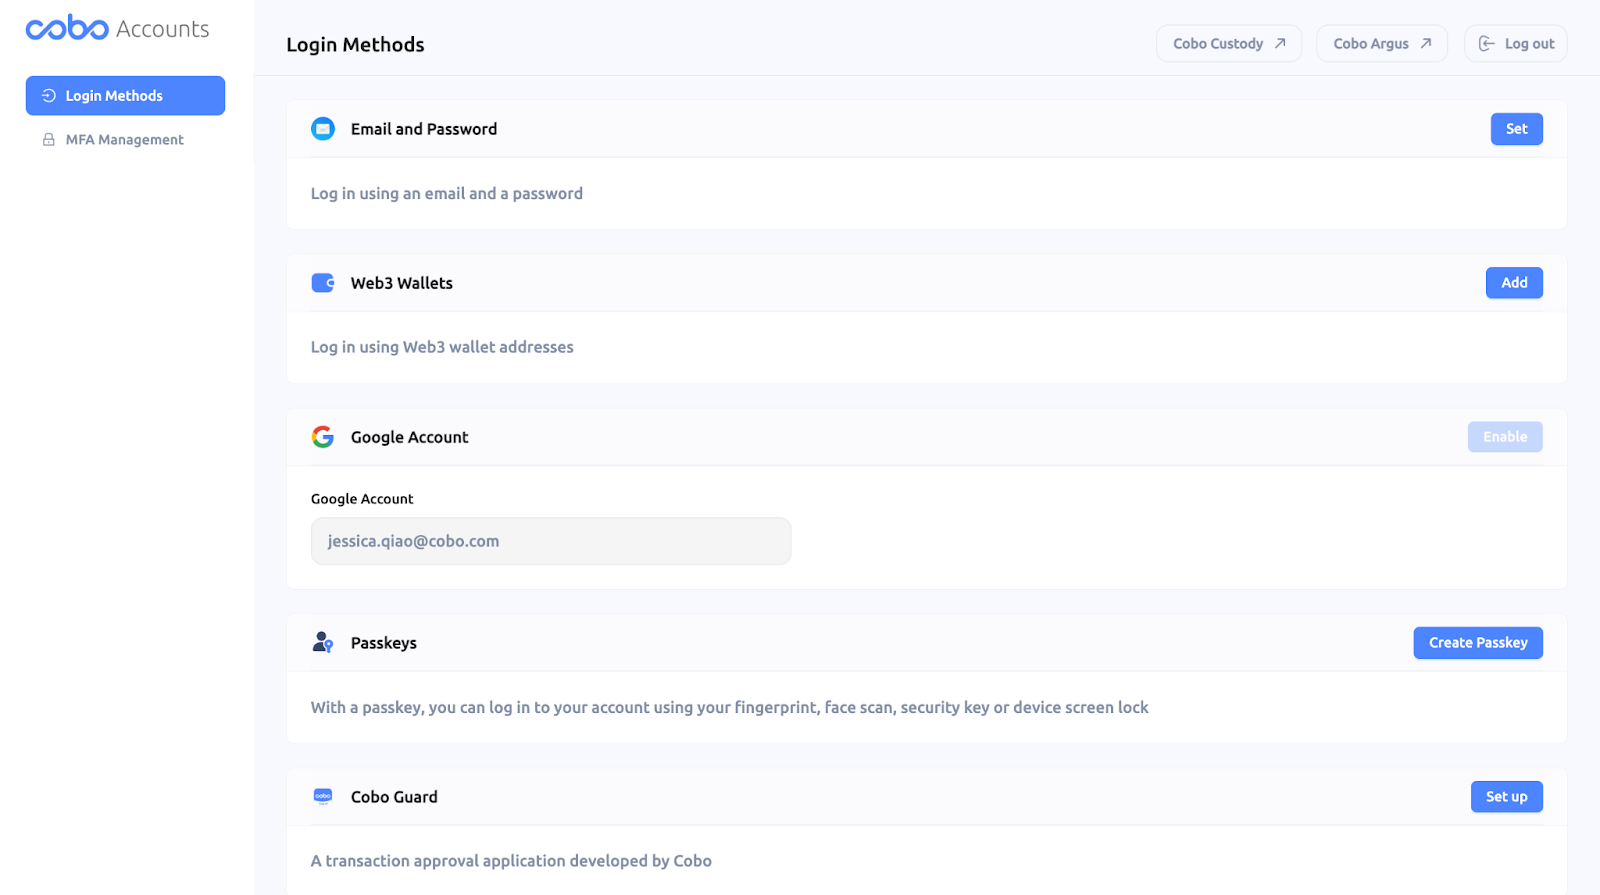 cobo Accounts
Login Methods
MFA Management
Login Methods
Cobo Custody
Cobo Argus
Log out
Email and Password
Set
Log in using an email and a password
Web3 Wallets
Add
Log in using Web3 wallet addresses
Google Account
Enable
Google Account
jessica.qiao@cobo.com
Passkeys
Create Passkey
With a passkey, you can log in to your account using your fingerprint, face scan, security key or device screen lock
cobo
Cobo Guard
Set up
A transaction approval application developed by Cobo